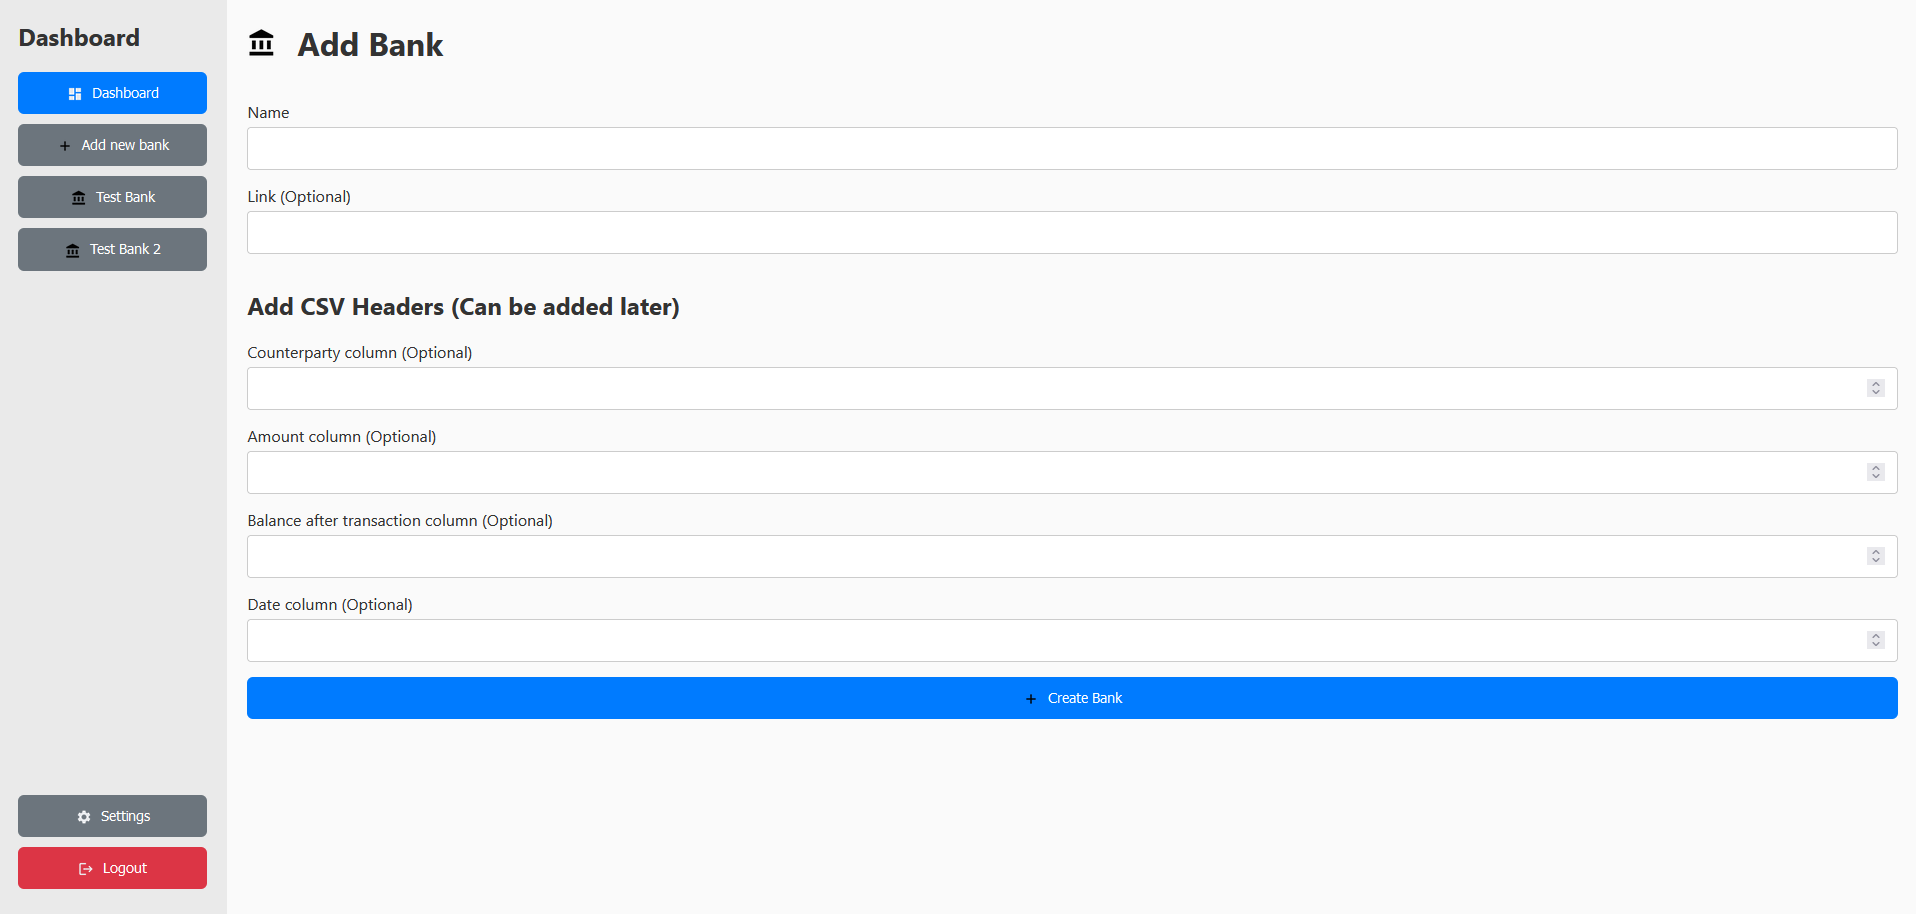 Dashboard
Dashboard
Add new bank
Test Bank
Test Bank 2
Settings
Logout
Add Bank
Name
Link (Optional)
Add CSV Headers (Can be added later)
Counterparty column (Optional)
Amount column (Optional)
Balance after transaction column (Optional)
Date column (Optional)
Create Bank